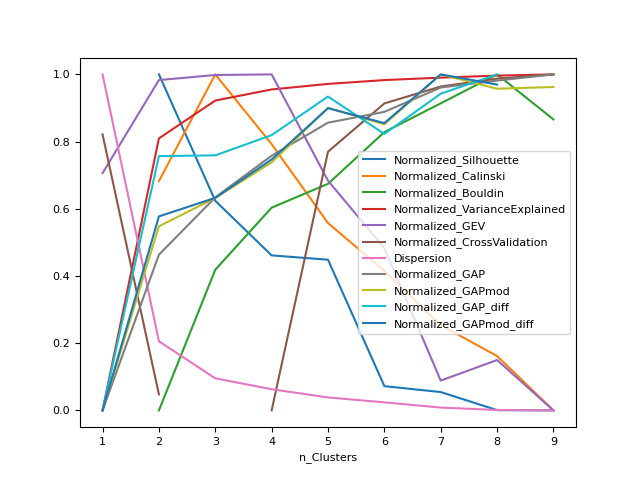 1.0
0.8
0.6
0.4
0.2
0.0
Normalized_Silhouette
Normalized_Calinski
Normalized_Bouldin
Normalized_VarianceExplained
Normalized_GEV
Normalized_CrossValidation
Dispersion
Normalized_GAP
Normalized_GAPmod
Normalized_GAP_diff
Normalized_GAPmod_diff
1 2 3 4 5 6 7 8 9
n_Clusters